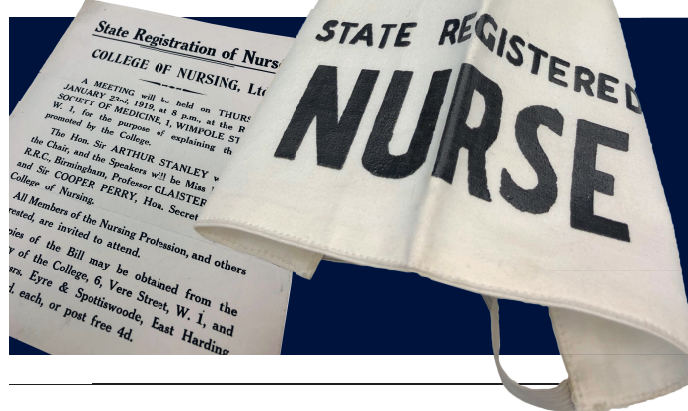 State Registration of Nurs
COLLEGE OF NURSING, Lt
A MEETING will be held on THURS
JANUARY 23rd, 1919, at 8 p.m., at the R
SOCIETY OF MEDICINE, 1, WIMPOLE ST
W. 1, for the purpose of explaining th
promoted by the College.
The Hon. Sir ARTHUR STANLEY w
the Chair, and the Speakers will be Miss
R.R.C., Birmingham, Professor GLAISTER
and Sir COOPER PERRY, Hon. Secret
College of Nursing.
All Members of the Nursing Profession, and others
rested, are invited to attend.
pies of the Bill may be obtained from the
y of the College, 6, Vere Street, W. 1, and
srs. Eyre & Spottiswoode, East Harding
d. each, or post free 4d.
STATE REGISTERED
NURSE